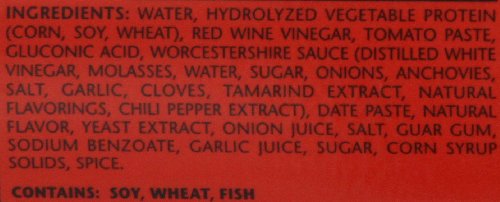 INGREDIENTS: WATER, HYDROLYZED VEGETABLE PROTEIN
(CORN, SOY, WHEAT), RED WINE VINEGAR, TOMATO PASTE,
GLUCONIC ACID, WORCESTERSHIRE SAUCE (DISTILLED WHITE
VINEGAR, MOLASSES, WATER, SUGAR, ONIONS, ANCHOVIES,
SALT, GARLIC, CLOVES, TAMARIND EXTRACT, NATURAL
FLAVORINGS, CHILI PEPPER EXTRACT), DATE PASTE, NATURAL
FLAVOR, YEAST EXTRACT, ONION JUICE, SALT, GUAR GUM,
SODIUM BENZOATE, GARLIC JUICE, SUGAR, CORN SYRUP
SOLIDS, SPICE.
CONTAINS: SOY, WHEAT, FISH